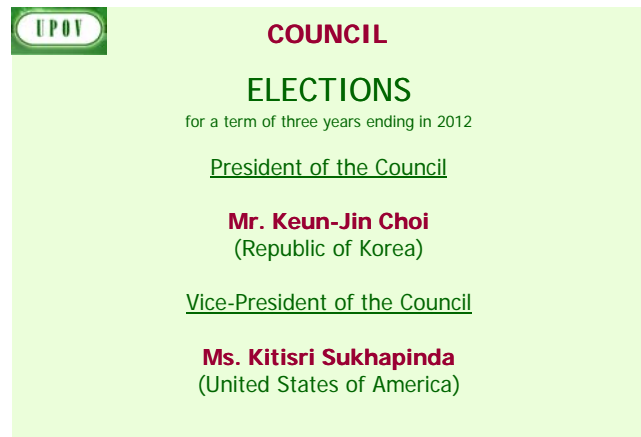 UPOV
COUNCIL
ELECTIONS
for a term of three years ending in 2012
President of the Council
Mr. Keun-Jin Choi
(Republic of Korea)
Vice-President of the Council
Ms. Kitisri Sukhapinda
(United States of America)